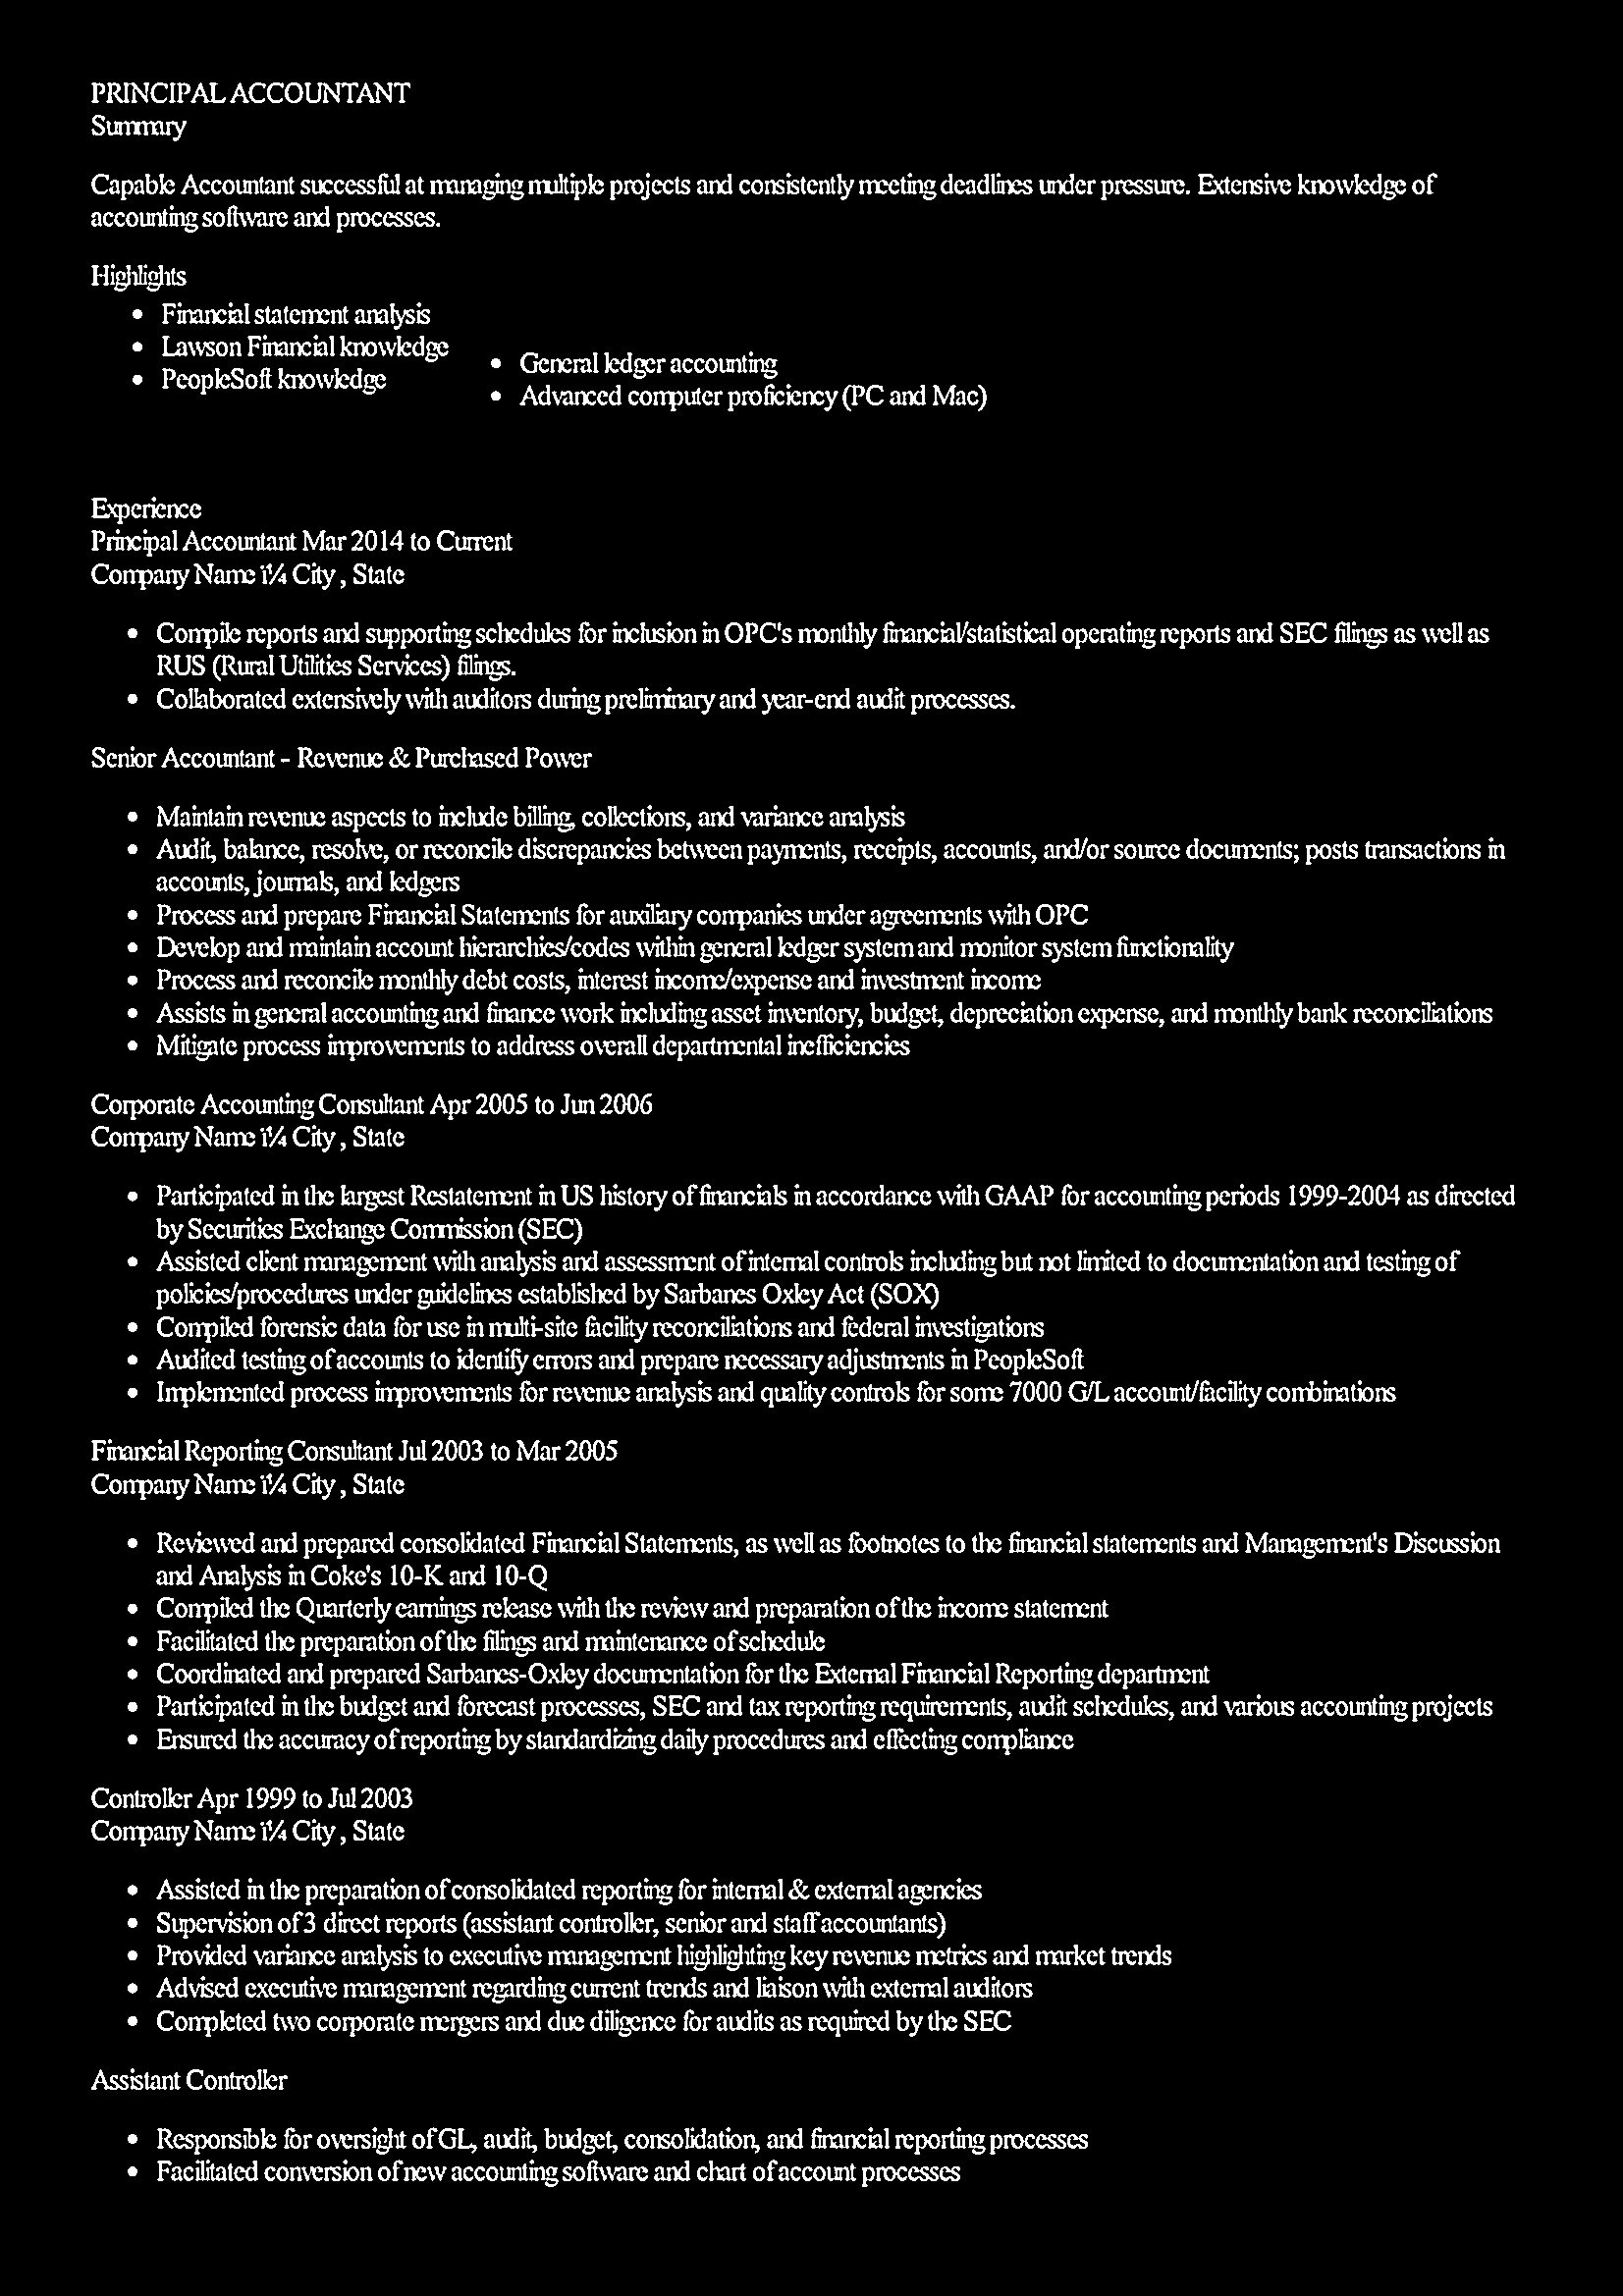 PRINCIPAL ACCOUNTANT
Summary
Capable Accountant successful at managing multiple projects and consistently meeting deadlines under pressure. Extensive knowledge of
accounting software and processes.
Highlights
• Financial statement analysis
• Lawson Financial knowledge
• PeopleSoft knowledge
• General ledger accounting
• Advanced computer proficiency (PC and Mac)
Experience
Principal Accountant Mar 2014 to Current
Company Name ï¼ City , State
• Compile reports and supporting schedules for inclusion in OPC's monthly financial/statistical operating reports and SEC filings as well as
RUS (Rural Utilities Services) filings.
• Collaborated extensively with auditors during preliminary and year-end audit processes.
Senior Accountant - Revenue & Purchased Power
• Maintain revenue aspects to include billing, collections, and variance analysis
• Audit, balance, resolve, or reconcile discrepancies between payments, receipts, accounts, and/or source documents; posts transactions in
accounts, journals, and ledgers
• Process and prepare Financial Statements for auxiliary companies under agreements with OPC
• Develop and maintain account hierarchies/codes within general ledger system and monitor system functionality
• Process and reconcile monthly debt costs, interest income/expense and investment income
• Assists in general accounting and finance work including asset inventory, budget, depreciation expense, and monthly bank reconciliations
• Mitigate process improvements to address overall departmental inefficiencies
Corporate Accounting Consultant Apr 2005 to Jun 2006
Company Name ï¼ City , State
• Participated in the largest Restatement in US history of financials in accordance with GAAP for accounting periods 1999-2004 as directed
by Securities Exchange Commission (SEC)
• Assisted client management with analysis and assessment of internal controls including but not limited to documentation and testing of
policies/procedures under guidelines established by Sarbanes Oxley Act (SOX)
• Compiled forensic data for use in multi-site facility reconciliations and federal investigations
• Audited testing of accounts to identify errors and prepare necessary adjustments in PeopleSoft
• Implemented process improvements for revenue analysis and quality controls for some 7000 G/L account/facility combinations
Financial Reporting Consultant Jul 2003 to Mar 2005
Company Name ï¼ City , State
• Reviewed and prepared consolidated Financial Statements, as well as footnotes to the financial statements and Management's Discussion
and Analysis in Coke's 10-K and 10-Q
• Compiled the Quarterly earnings release with the review and preparation of the income statement
• Facilitated the preparation of the filings and maintenance of schedule
• Coordinated and prepared Sarbanes-Oxley documentation for the External Financial Reporting department
• Participated in the budget and forecast processes, SEC and tax reporting requirements, audit schedules, and various accounting projects
• Ensured the accuracy of reporting by standardizing daily procedures and effecting compliance
Controller Apr 1999 to Jul 2003
Company Name ï¼ City , State
• Assisted in the preparation of consolidated reporting for internal & external agencies
• Supervision of 3 direct reports (assistant controller, senior and staff accountants)
• Provided variance analysis to executive management highlighting key revenue metrics and market trends
• Advised executive management regarding current trends and liaison with external auditors
• Completed two corporate mergers and due diligence for audits as required by the SEC
Assistant Controller
• Responsible for oversight of GL, audit, budget, consolidation, and financial reporting processes
• Facilitated conversion of new accounting software and chart of account processes